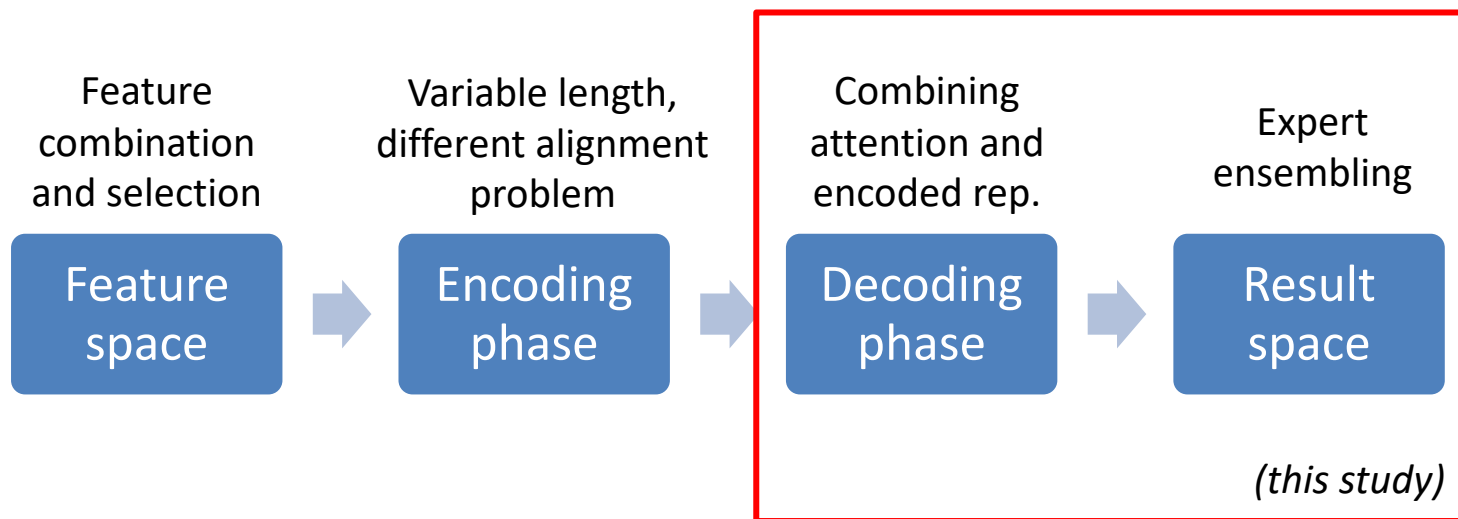 Feature
combination
and selection
Variable length,
different alignment
problem
Combining
attention and
encoded rep.
Expert
ensembling
Feature
space
Encoding
phase
Decoding
phase
Result
space
(this study)